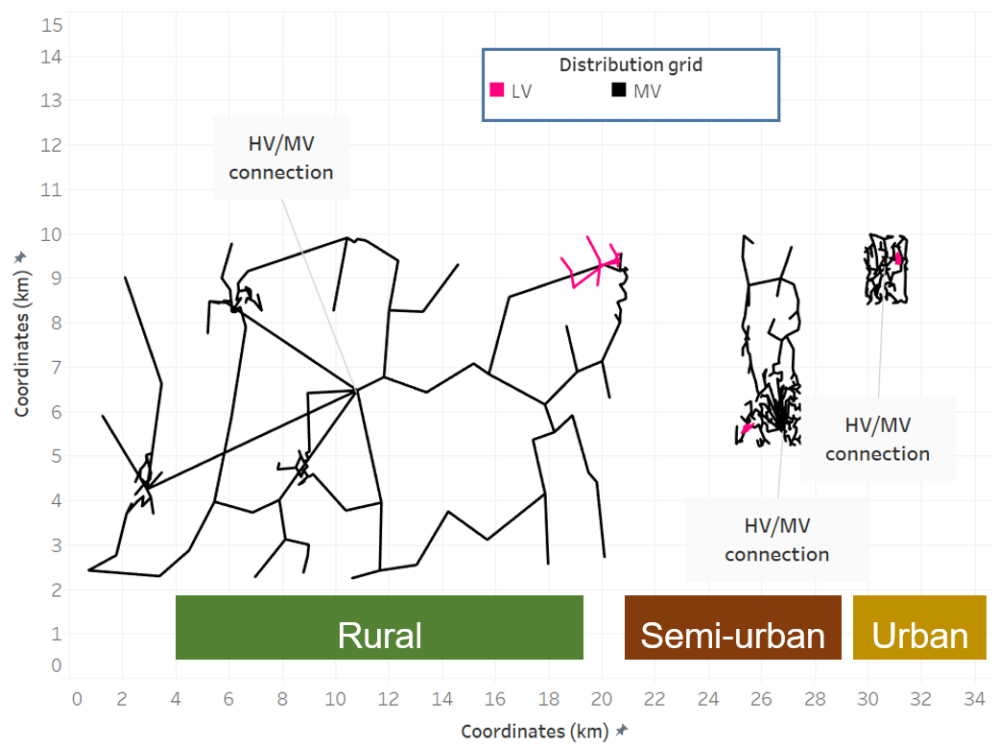 15
14
13
12
11
10
9
8
7
6
5
4
3
2
1
0
Coordinates (km)
Distribution grid
LV MV
HV/MV
connection
HV/MV
connection
HV/MV
connection
Rural
Semi-urban
Urban
0 2 4 6 8 10 12 14 16 18 20 22 24 26 28 30 32 34
Coordinates (km)